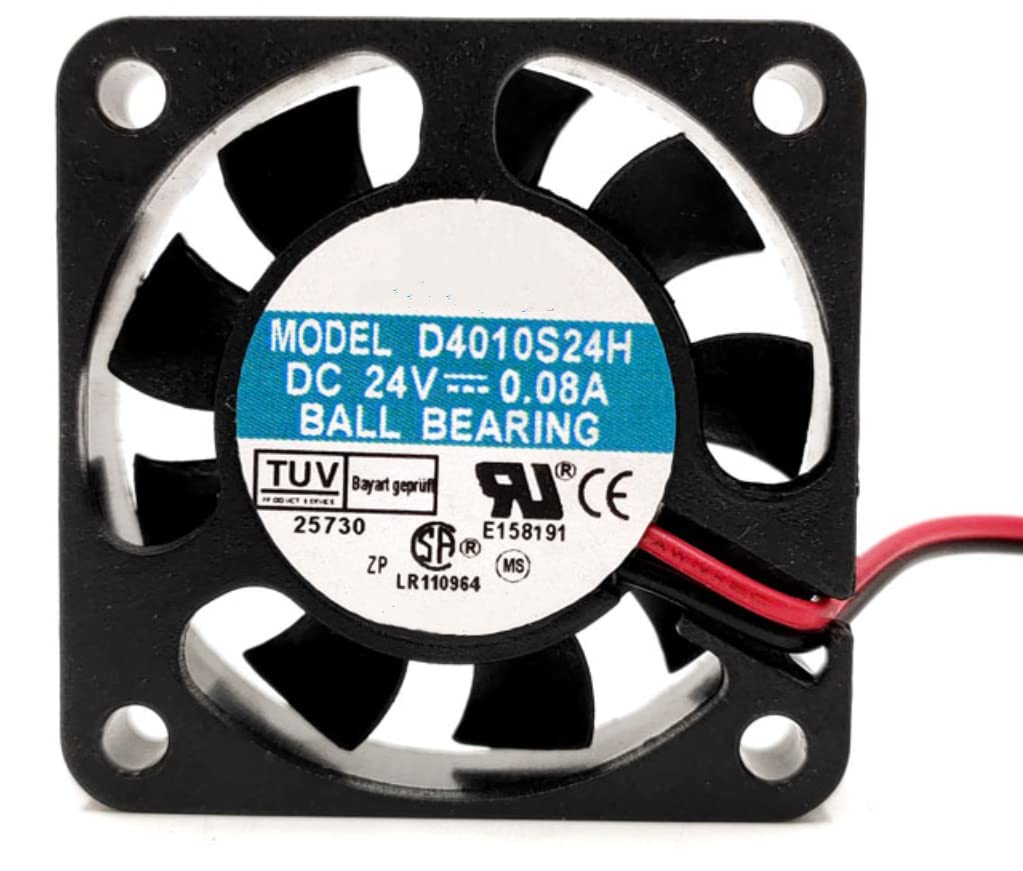 MODEL D4010S24H
DC 24V ⎓ 0.08A
BALL BEARING
TUV Bayart geprüft
PRODUCT SERVICE
RU ® CE
25730 E158191
SA ®
ZP LR110964 MS